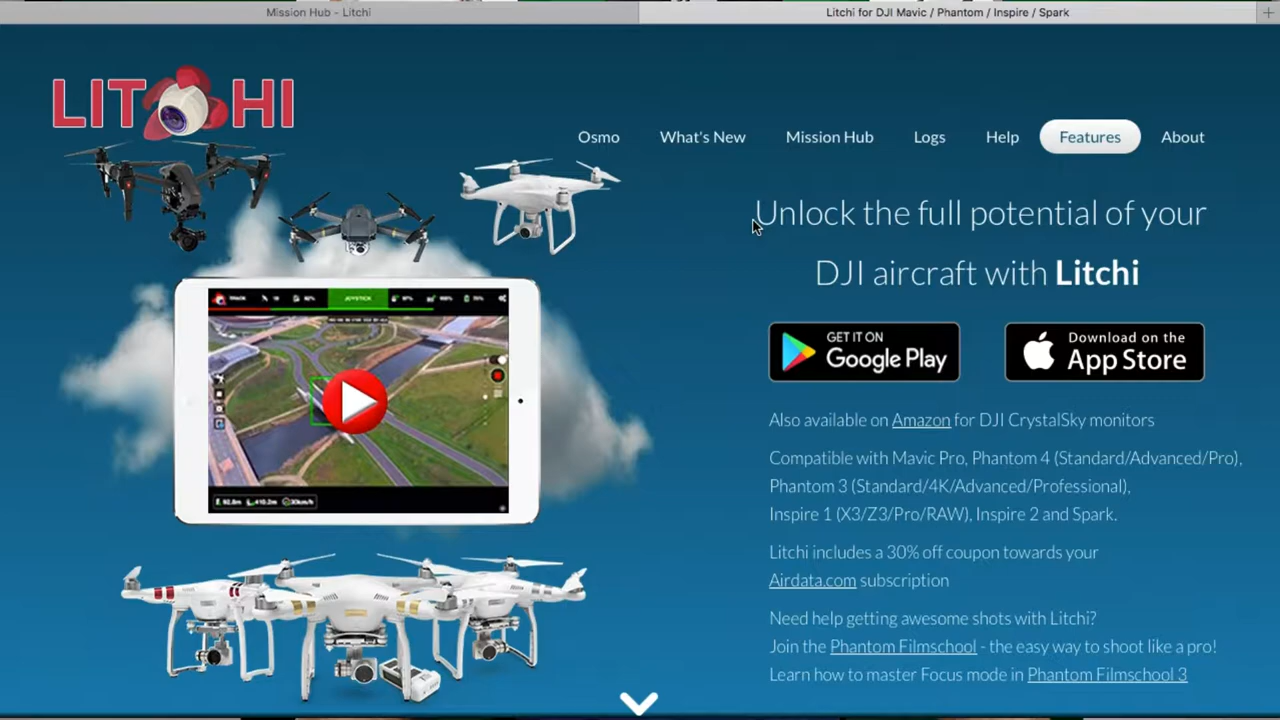 Mission Hub - Litchi
Litchi for DJI Mavic / Phantom / Inspire / Spark
LITCHI
Osmo What's New Mission Hub Logs Help Features About
Unlock the full potential of your
DJI aircraft with Litchi
GET IT ON
Google Play
Download on the
App Store
JOYSTICK
Also available on Amazon for DJI CrystalSky monitors
Compatible with Mavic Pro, Phantom 4 (Standard/Advanced/Pro),
Phantom 3 (Standard/4K/Advanced/Professional),
Inspire 1 (X3/Z3/Pro/RAW), Inspire 2 and Spark.
Litchi includes a 30% off coupon towards your
Airdata.com subscription
Need help getting awesome shots with Litchi?
Join the Phantom Filmschool - the easy way to shoot like a pro!
Learn how to master Focus mode in Phantom Filmschool 3